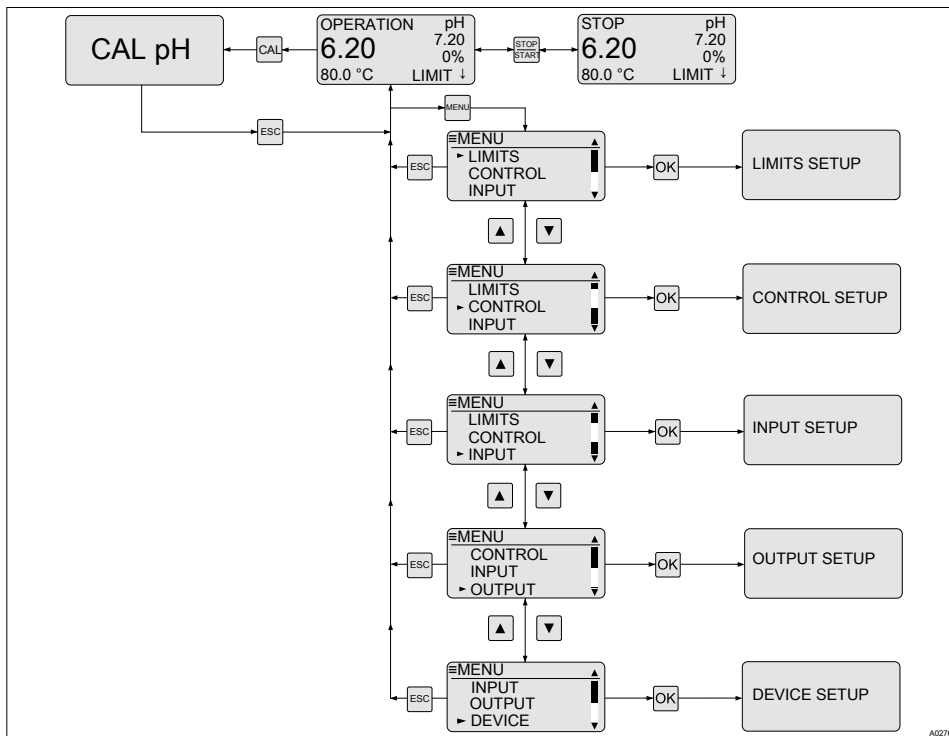 CAL pH
CAL
OPERATION pH
6.20 7.20
0%
80.0 °C LIMIT ↓
STOP
START
STOP pH
6.20 7.20
0%
80.0 °C LIMIT ↓
ESC
MENU
≡MENU
► LIMITS
CONTROL
INPUT
ESC
OK
LIMITS SETUP
▲ ▼
≡MENU
LIMITS
► CONTROL
INPUT
ESC
OK
CONTROL SETUP
▲ ▼
≡MENU
LIMITS
CONTROL
► INPUT
ESC
OK
INPUT SETUP
▲ ▼
≡MENU
CONTROL
INPUT
► OUTPUT
ESC
OK
OUTPUT SETUP
▲ ▼
≡MENU
INPUT
OUTPUT
► DEVICE
ESC
OK
DEVICE SETUP